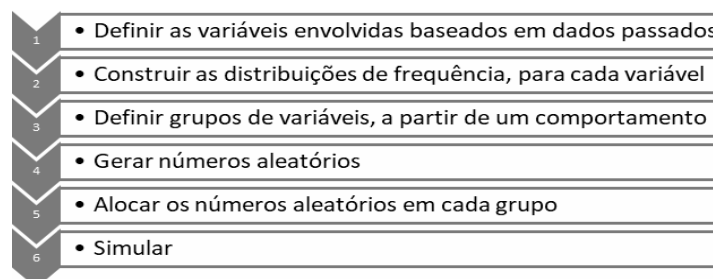 1 • Definir as variáveis envolvidas baseados em dados passados
2 • Construir as distribuições de frequência, para cada variável
3 • Definir grupos de variáveis, a partir de um comportamento
4 • Gerar números aleatórios
5 • Alocar os números aleatórios em cada grupo
6 • Simular